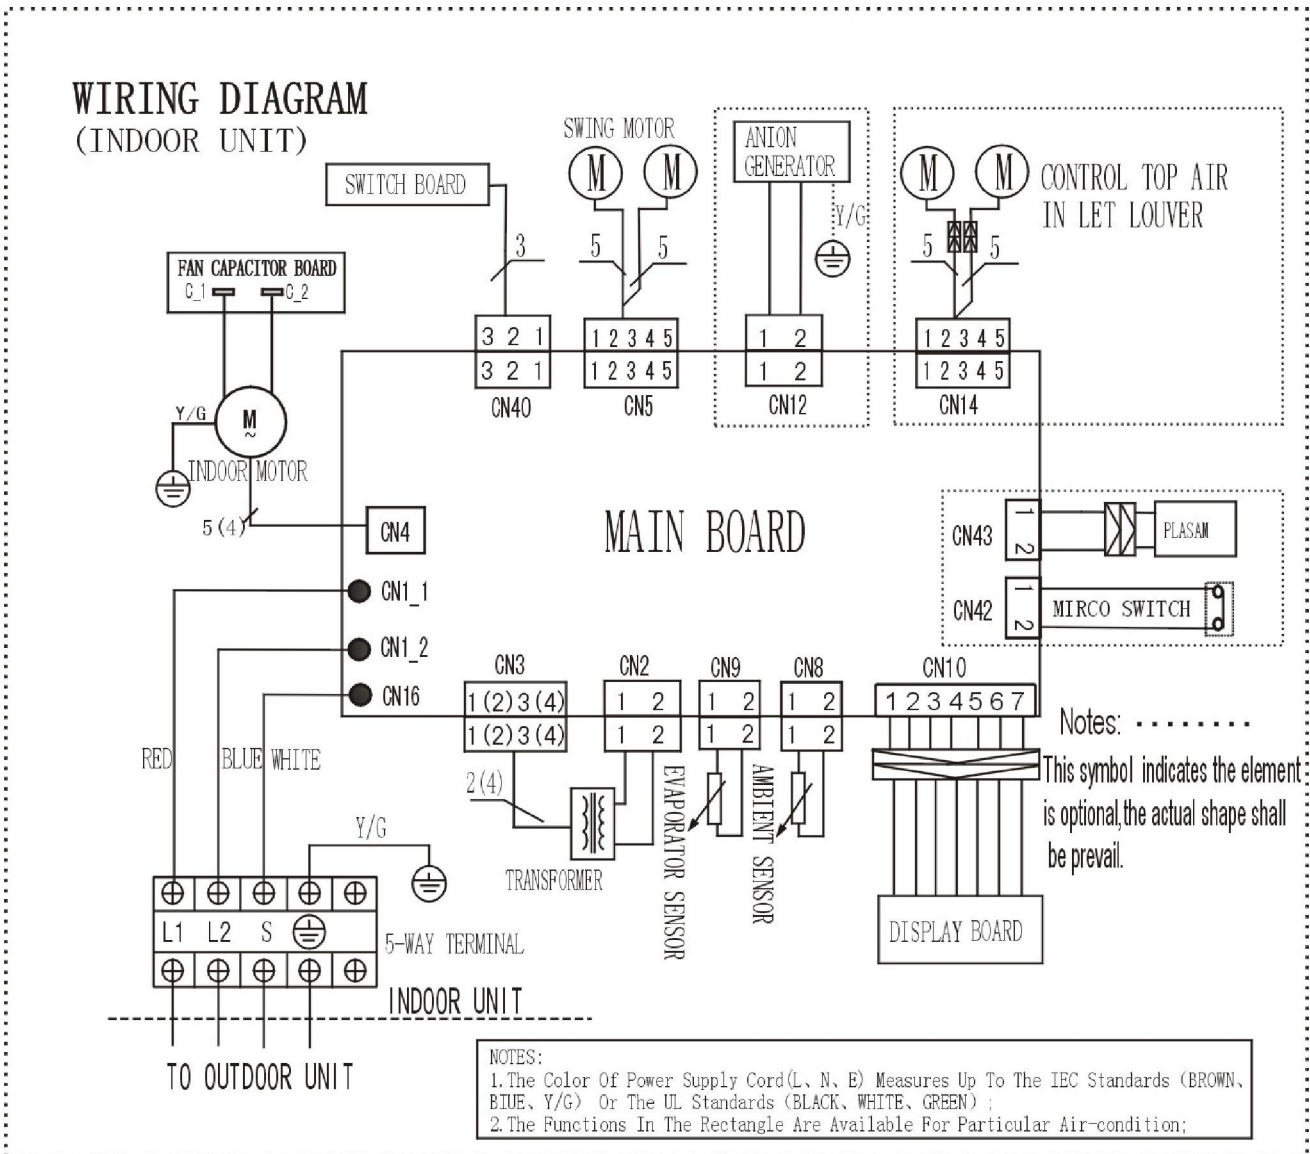 WIRING DIAGRAM
(INDOOR UNIT)
SWING MOTOR
M M
ANION
GENERATOR
Y/G
M M
CONTROL TOP AIR
IN LET LOUVER
SWITCH BOARD
3
5 5
5 5
FAN CAPACITOR BOARD
C_1 C_2
3 2 1
3 2 1
CN40
1 2 3 4 5
1 2 3 4 5
CN5
1 2
1 2
CN12
1 2 3 4 5
1 2 3 4 5
CN14
Y/G
M
~
INDOOR MOTOR
5(4)
CN4
MAIN BOARD
CN43
1
2
PLASAM
CN1_1
CN42
1
2
MIRCO SWITCH
CN1_2
CN16
CN3
1(2)3(4)
1(2)3(4)
CN2
1 2
1 2
CN9
1 2
1 2
CN8
1 2
1 2
CN10
1 2 3 4 5 6 7
Notes:
This symbol indicates the element
is optional,the actual shape shall
be prevail.
RED
BLUE
WHITE
2(4)
TRANSFORMER
EVAPORATOR SENSOR
AMBIENT SENSOR
DISPLAY BOARD
Y/G
L1 L2 S
5-WAY TERMINAL
INDOOR UNIT
TO OUTDOOR UNIT
NOTES:
1.The Color Of Power Supply Cord(L、N、E) Measures Up To The IEC Standards (BROWN、
BIUE、Y/G) Or The UL Standards (BLACK、WHITE、GREEN) ;
2.The Functions In The Rectangle Are Available For Particular Air-condition;